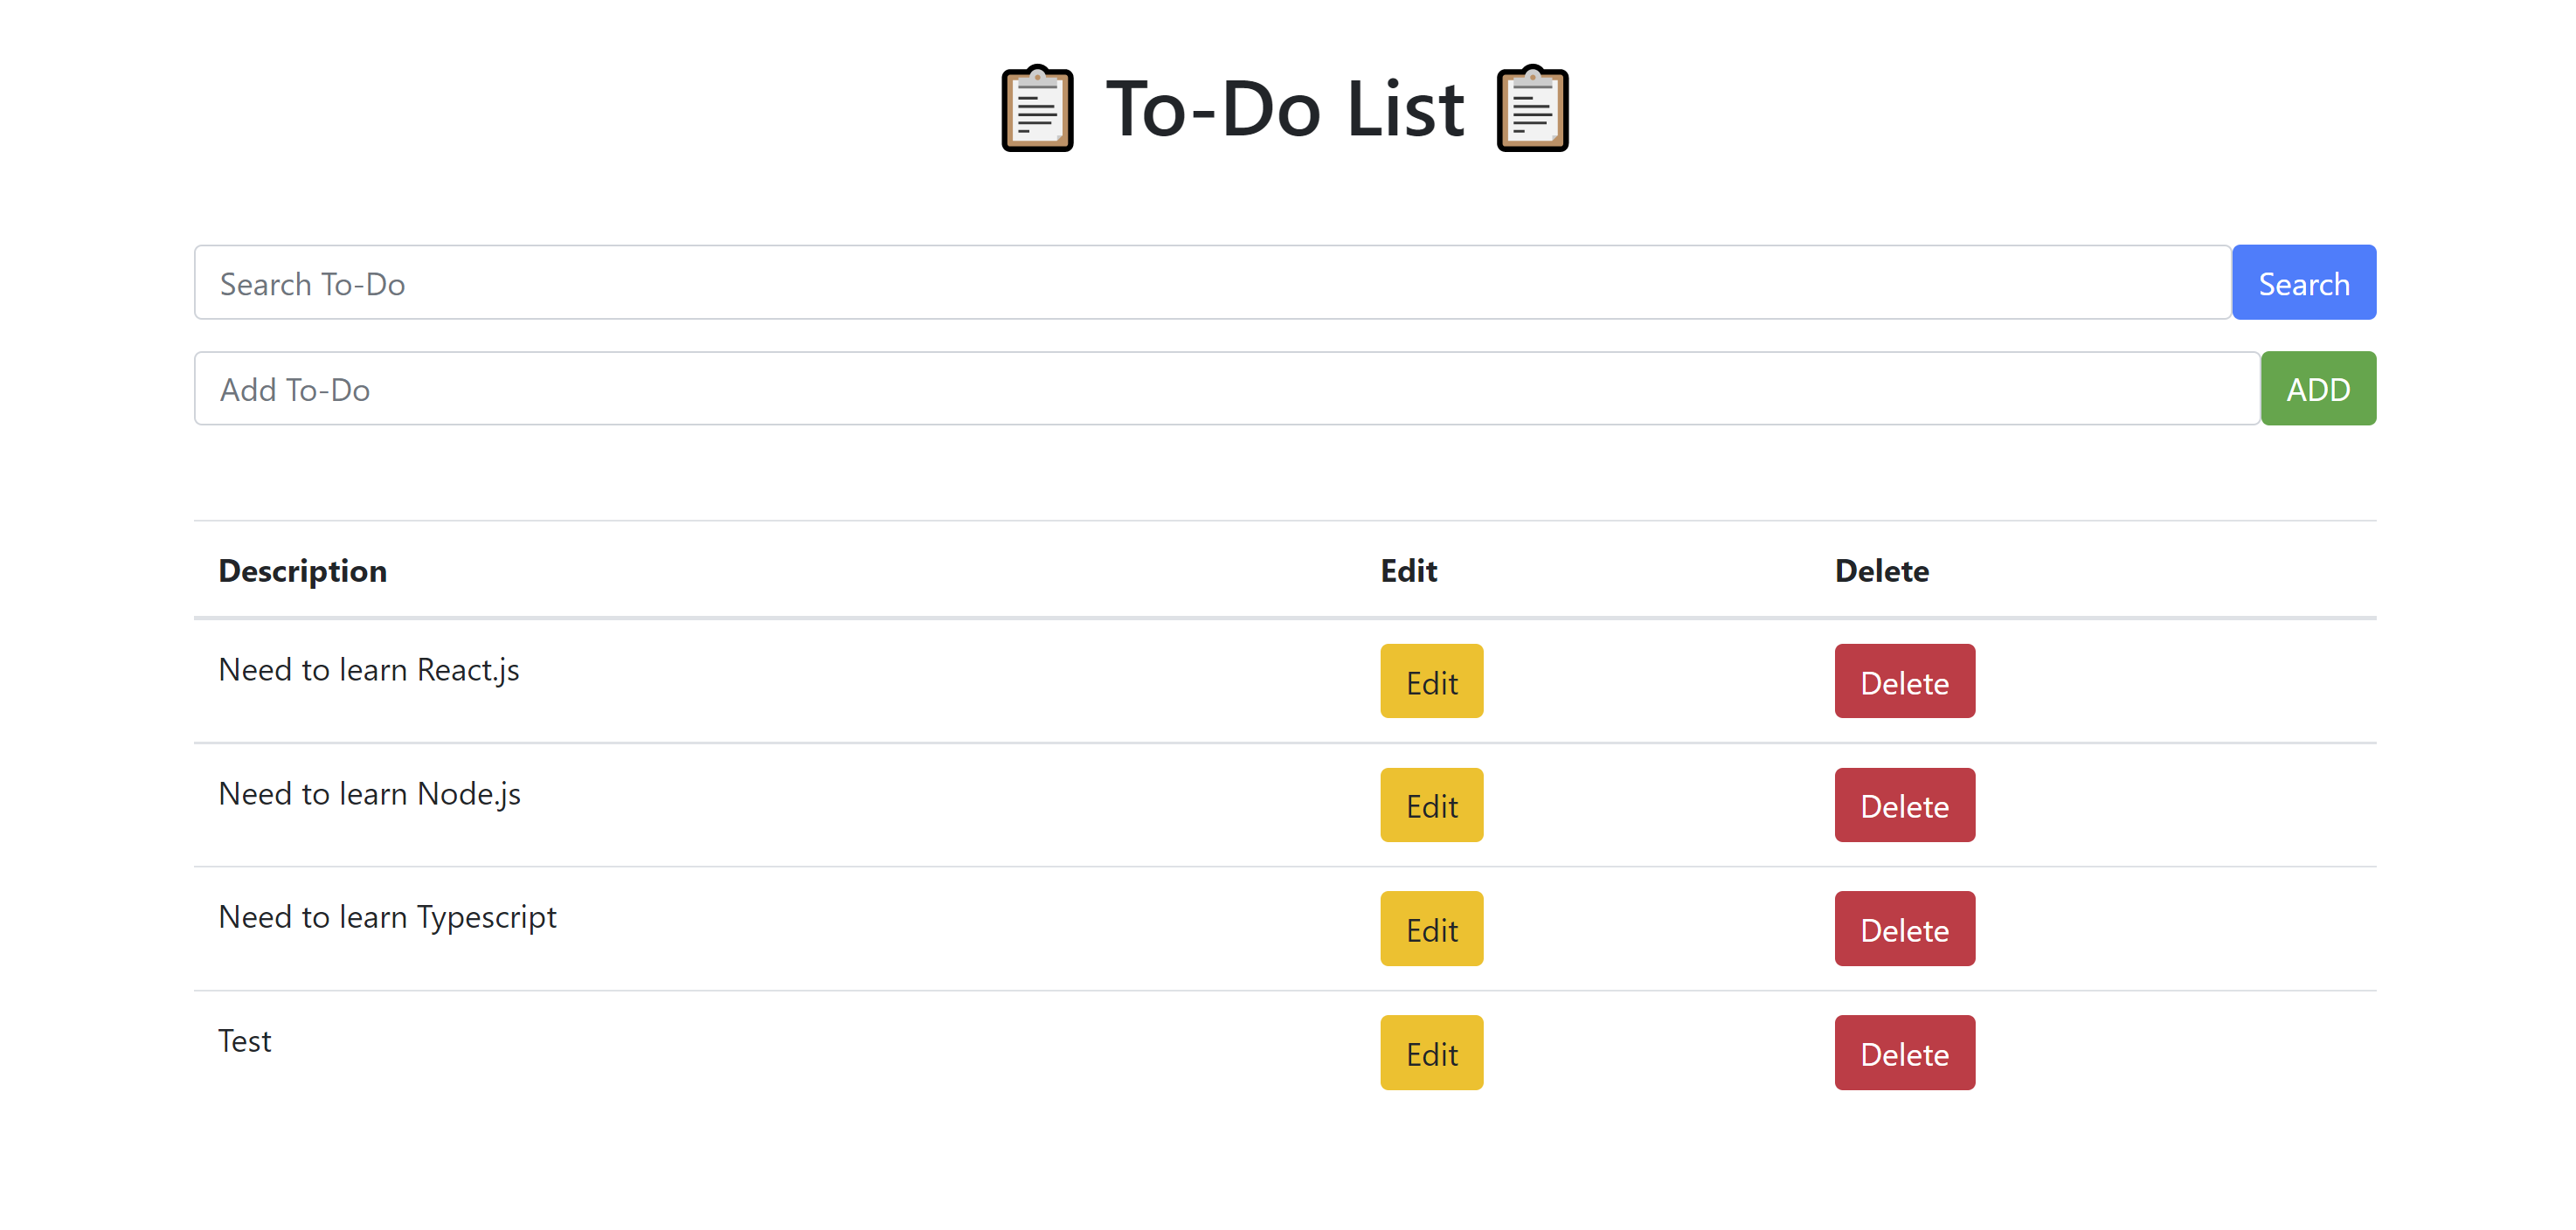 📋 To-Do List 📋
Search To-Do Search
Add To-Do ADD
Description Edit Delete
Need to learn React.js Edit Delete
Need to learn Node.js Edit Delete
Need to learn Typescript Edit Delete
Test Edit Delete